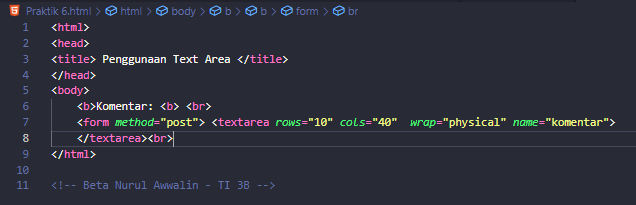 Praktik 6.html > html > body > b > b > form > br
1 <html>
2 <head>
3 <title> Penggunaan Text Area </title>
4 </head>
5 <body>
6 <b>Komentar: <b> <br>
7 <form method="post"> <textarea rows="10" cols="40"  wrap="physical" name="komentar">
8 </textarea><br>
9 </html>
10
11 <!-- Beta Nurul Awwalin - TI 3B -->